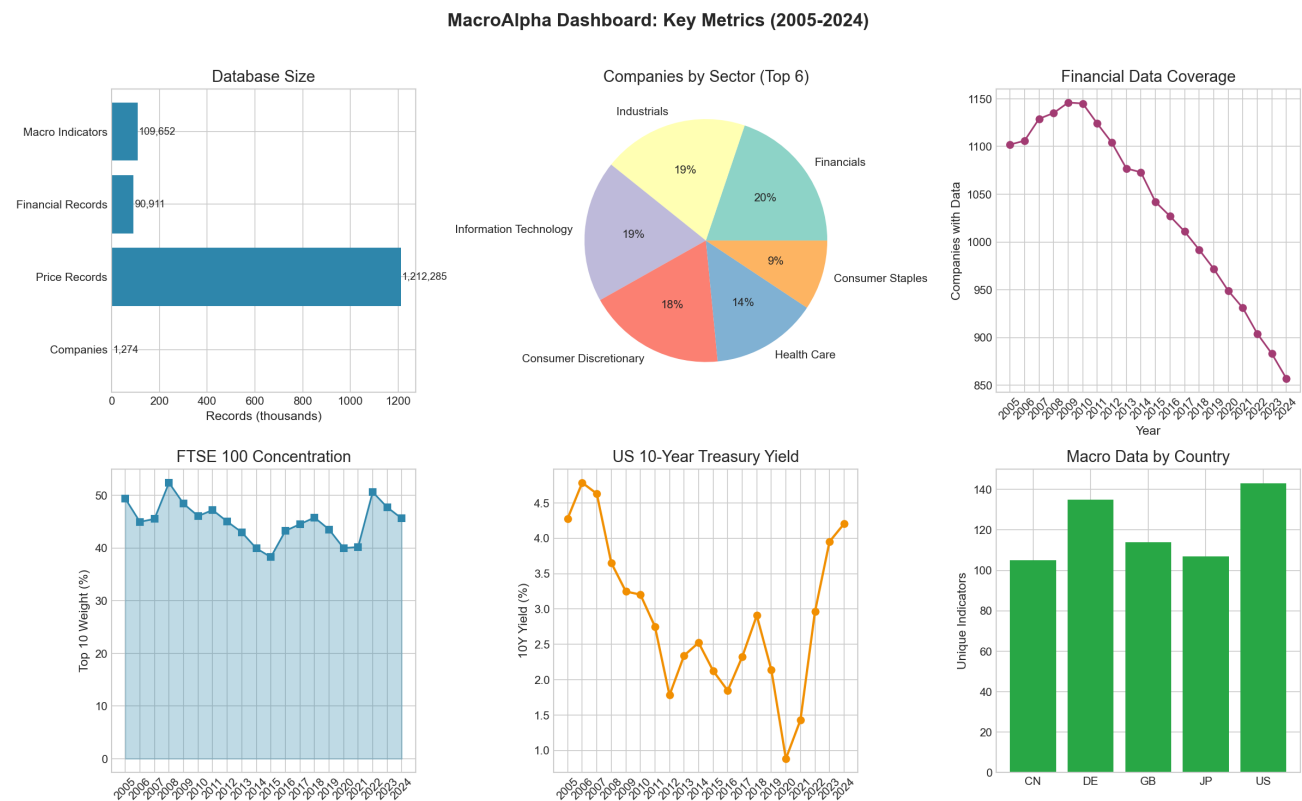 MacroAlpha Dashboard: Key Metrics (2005-2024)
Database Size
Macro Indicators
109,652
Financial Records
90,911
Price Records
1,212,285
Companies
1,274
0 200 400 600 800 1000 1200
Records (thousands)
Companies by Sector (Top 6)
Industrials
Financials
19%
20%
Information Technology
19%
9%
Consumer Staples
18%
14%
Consumer Discretionary
Health Care
Financial Data Coverage
Companies with Data
1150
1100
1050
1000
950
900
850
2005 2006 2007 2008 2009 2010 2011 2012 2013 2014 2015 2016 2017 2018 2019 2020 2021 2022 2023 2024
Year
FTSE 100 Concentration
Top 10 Weight (%)
50
40
30
20
10
0
2005 2006 2007 2008 2009 2010 2011 2012 2013 2014 2015 2016 2017 2018 2019 2020 2021 2022 2023 2024
US 10-Year Treasury Yield
10Y Yield (%)
4.5
4.0
3.5
3.0
2.5
2.0
1.5
1.0
2005 2006 2007 2008 2009 2010 2011 2012 2013 2014 2015 2016 2017 2018 2019 2020 2021 2022 2023 2024
Macro Data by Country
Unique Indicators
140
120
100
80
60
40
20
0
CN DE GB JP US